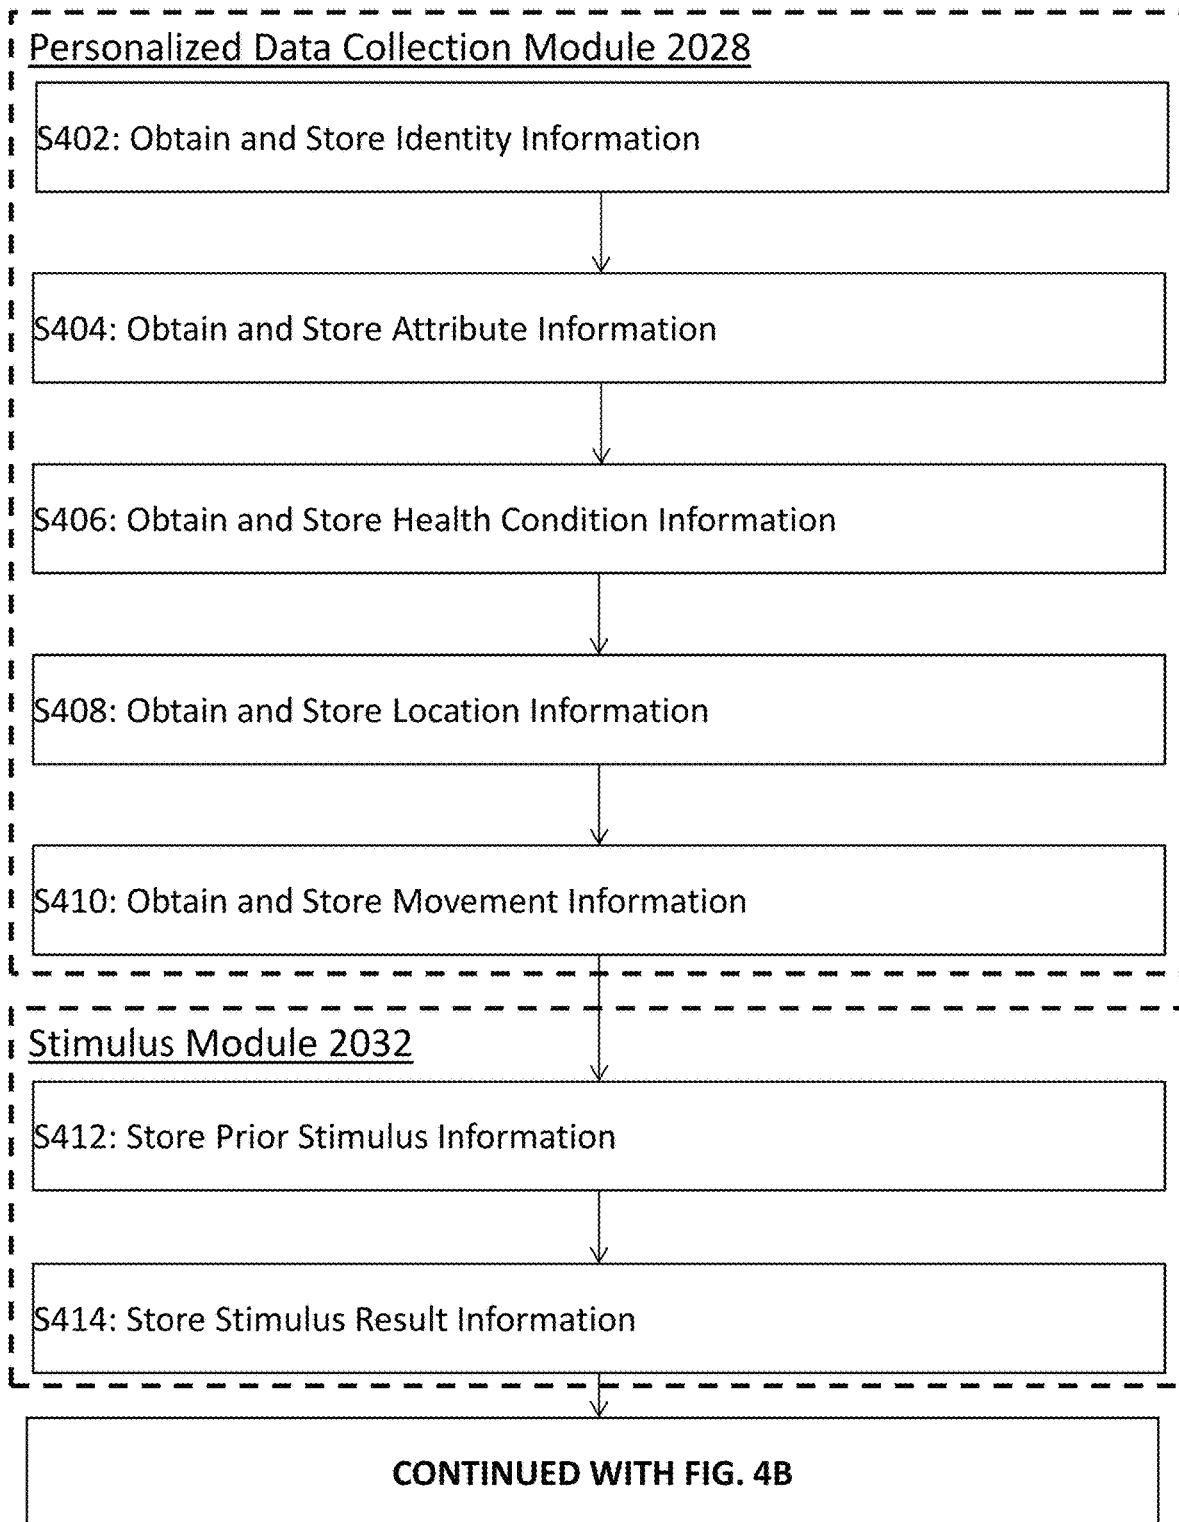 Personalized Data Collection Module 2028
S402: Obtain and Store Identity Information
S404: Obtain and Store Attribute Information
S406: Obtain and Store Health Condition Information
S408: Obtain and Store Location Information
S410: Obtain and Store Movement Information
Stimulus Module 2032
S412: Store Prior Stimulus Information
S414: Store Stimulus Result Information
CONTINUED WITH FIG. 4B